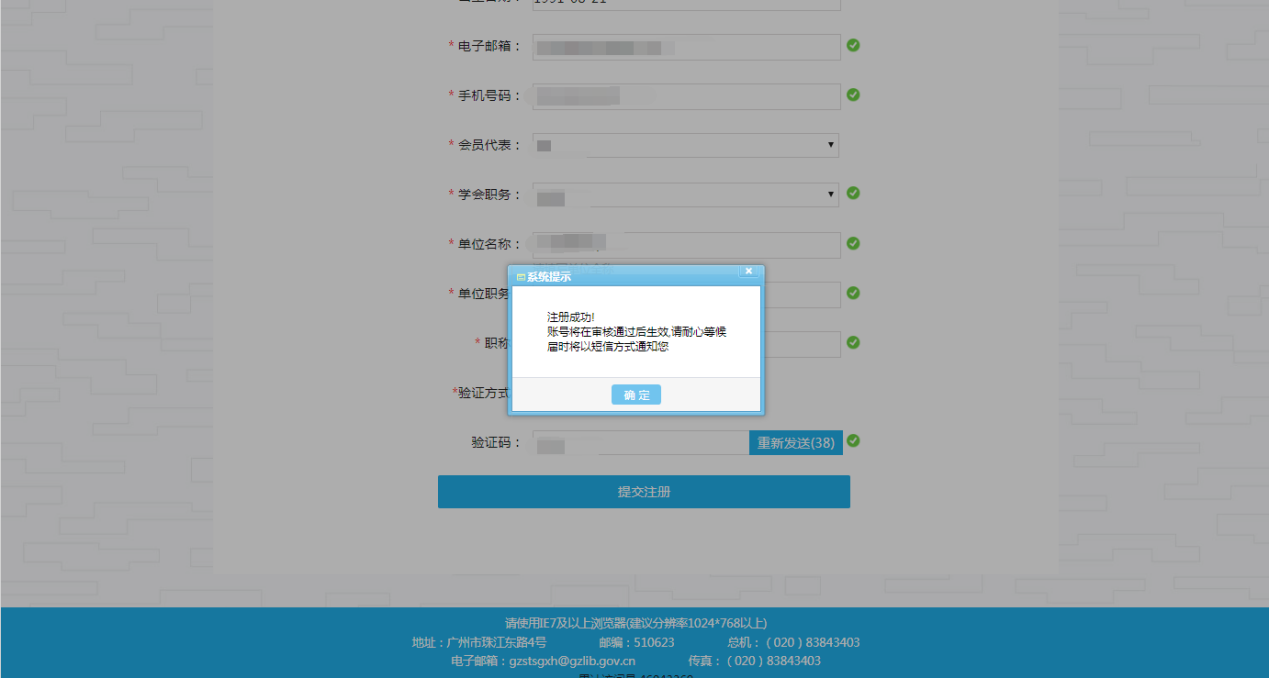 1991-08-21
* 电子邮箱：
* 手机号码：
* 会员代表：
* 学会职务：
* 单位名称：
系统提示
* 单位职务
注册成功!
账号将在审核通过后生效,请耐心等候
届时将以短信方式通知您
* 职称
确 定
*验证方式
验证码： 重新发送(38)
提交注册
请使用IE7及以上浏览器(建议分辨率1024*768以上)
地址：广州市珠江东路4号 邮编：510623 总机：（020）83843403
电子邮箱：gzstsgxh@gzlib.gov.cn 传真：（020）83843403